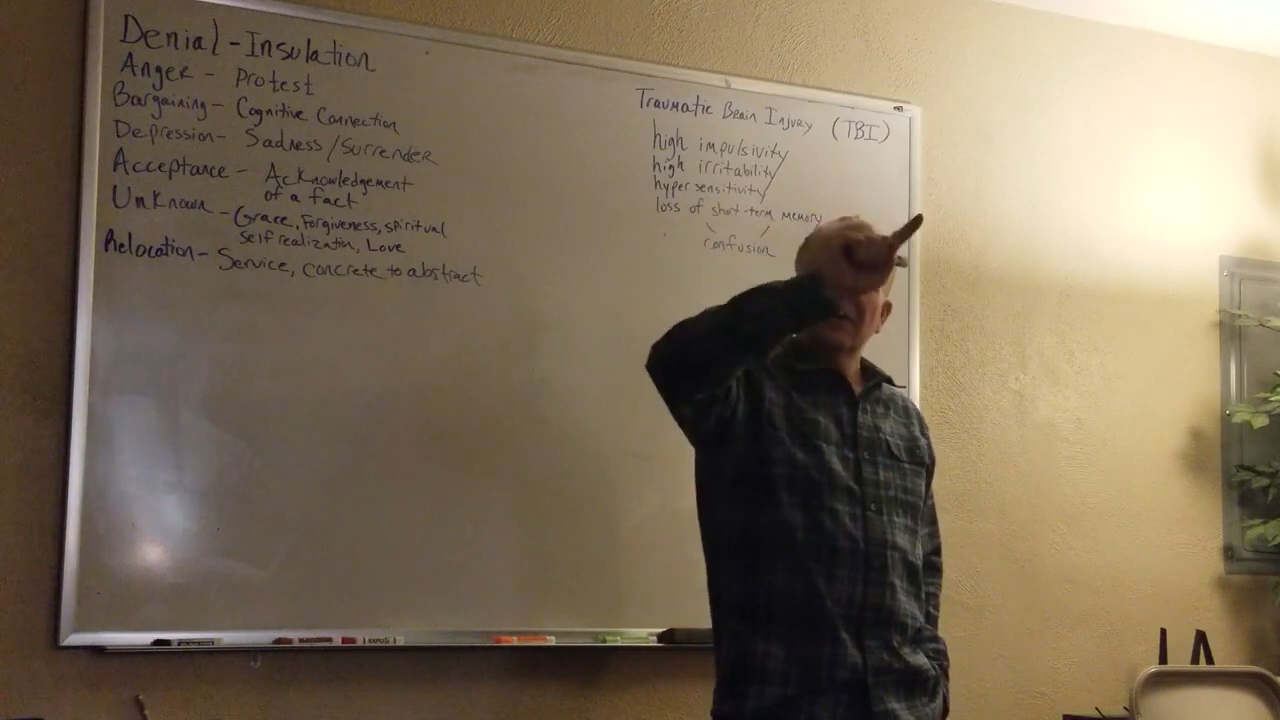 Denial - Insulation
Anger - Protest
Bargaining - Cognitive Connection
Depression - Sadness/Surrender
Acceptance - Acknowledgement
of a fact
Unknown - Grace, Forgiveness, spiritual
self realization, Love
Relocation - Service, concrete to abstract
Traumatic Brain Injury (TBI)
high impulsivity
high irritability
hyper sensitivity
loss of short-term memory
confusion
EXPO